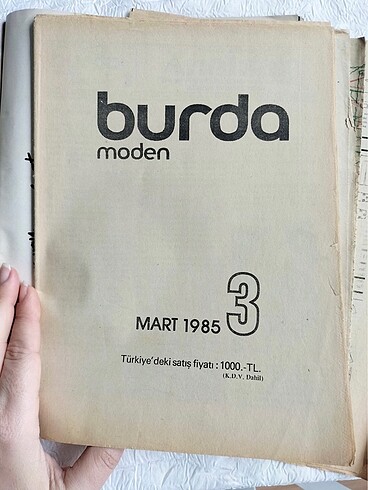 burda
moden
MART 1985 3
Türkiye'deki satış fiyatı : 1000.-TL.
(K.D.V. Dahil)